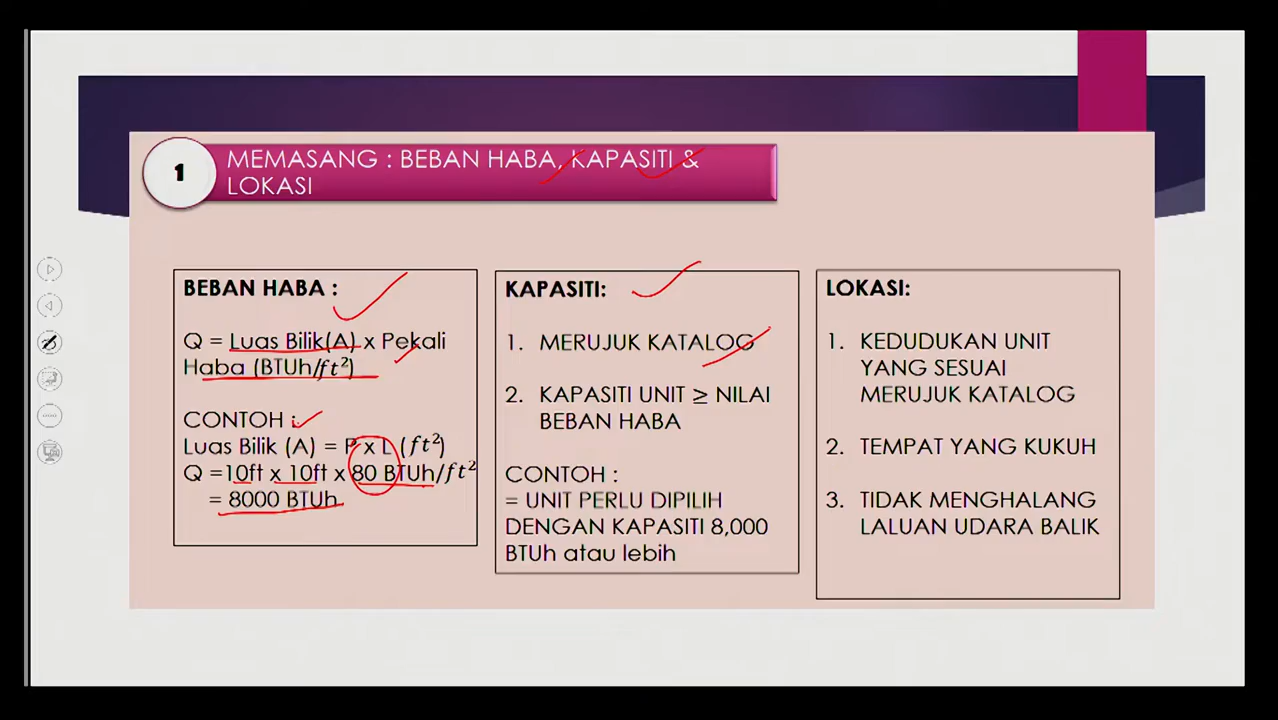 1
MEMASANG : BEBAN HABA, KAPASITI &
LOKASI
BEBAN HABA :
Q = Luas Bilik(A) x Pekali
Haba (BTUh/ft²)
CONTOH :
Luas Bilik (A) = P x L (ft²)
Q =10ft x 10ft x 80 BTUh/ft²
= 8000 BTUh
KAPASITI:
1. MERUJUK KATALOG
2. KAPASITI UNIT ≥ NILAI
BEBAN HABA
CONTOH :
= UNIT PERLU DIPILIH
DENGAN KAPASITI 8,000
BTUh atau lebih
LOKASI:
1. KEDUDUKAN UNIT
YANG SESUAI
MERUJUK KATALOG
2. TEMPAT YANG KUKUH
3. TIDAK MENGHALANG
LALUAN UDARA BALIK